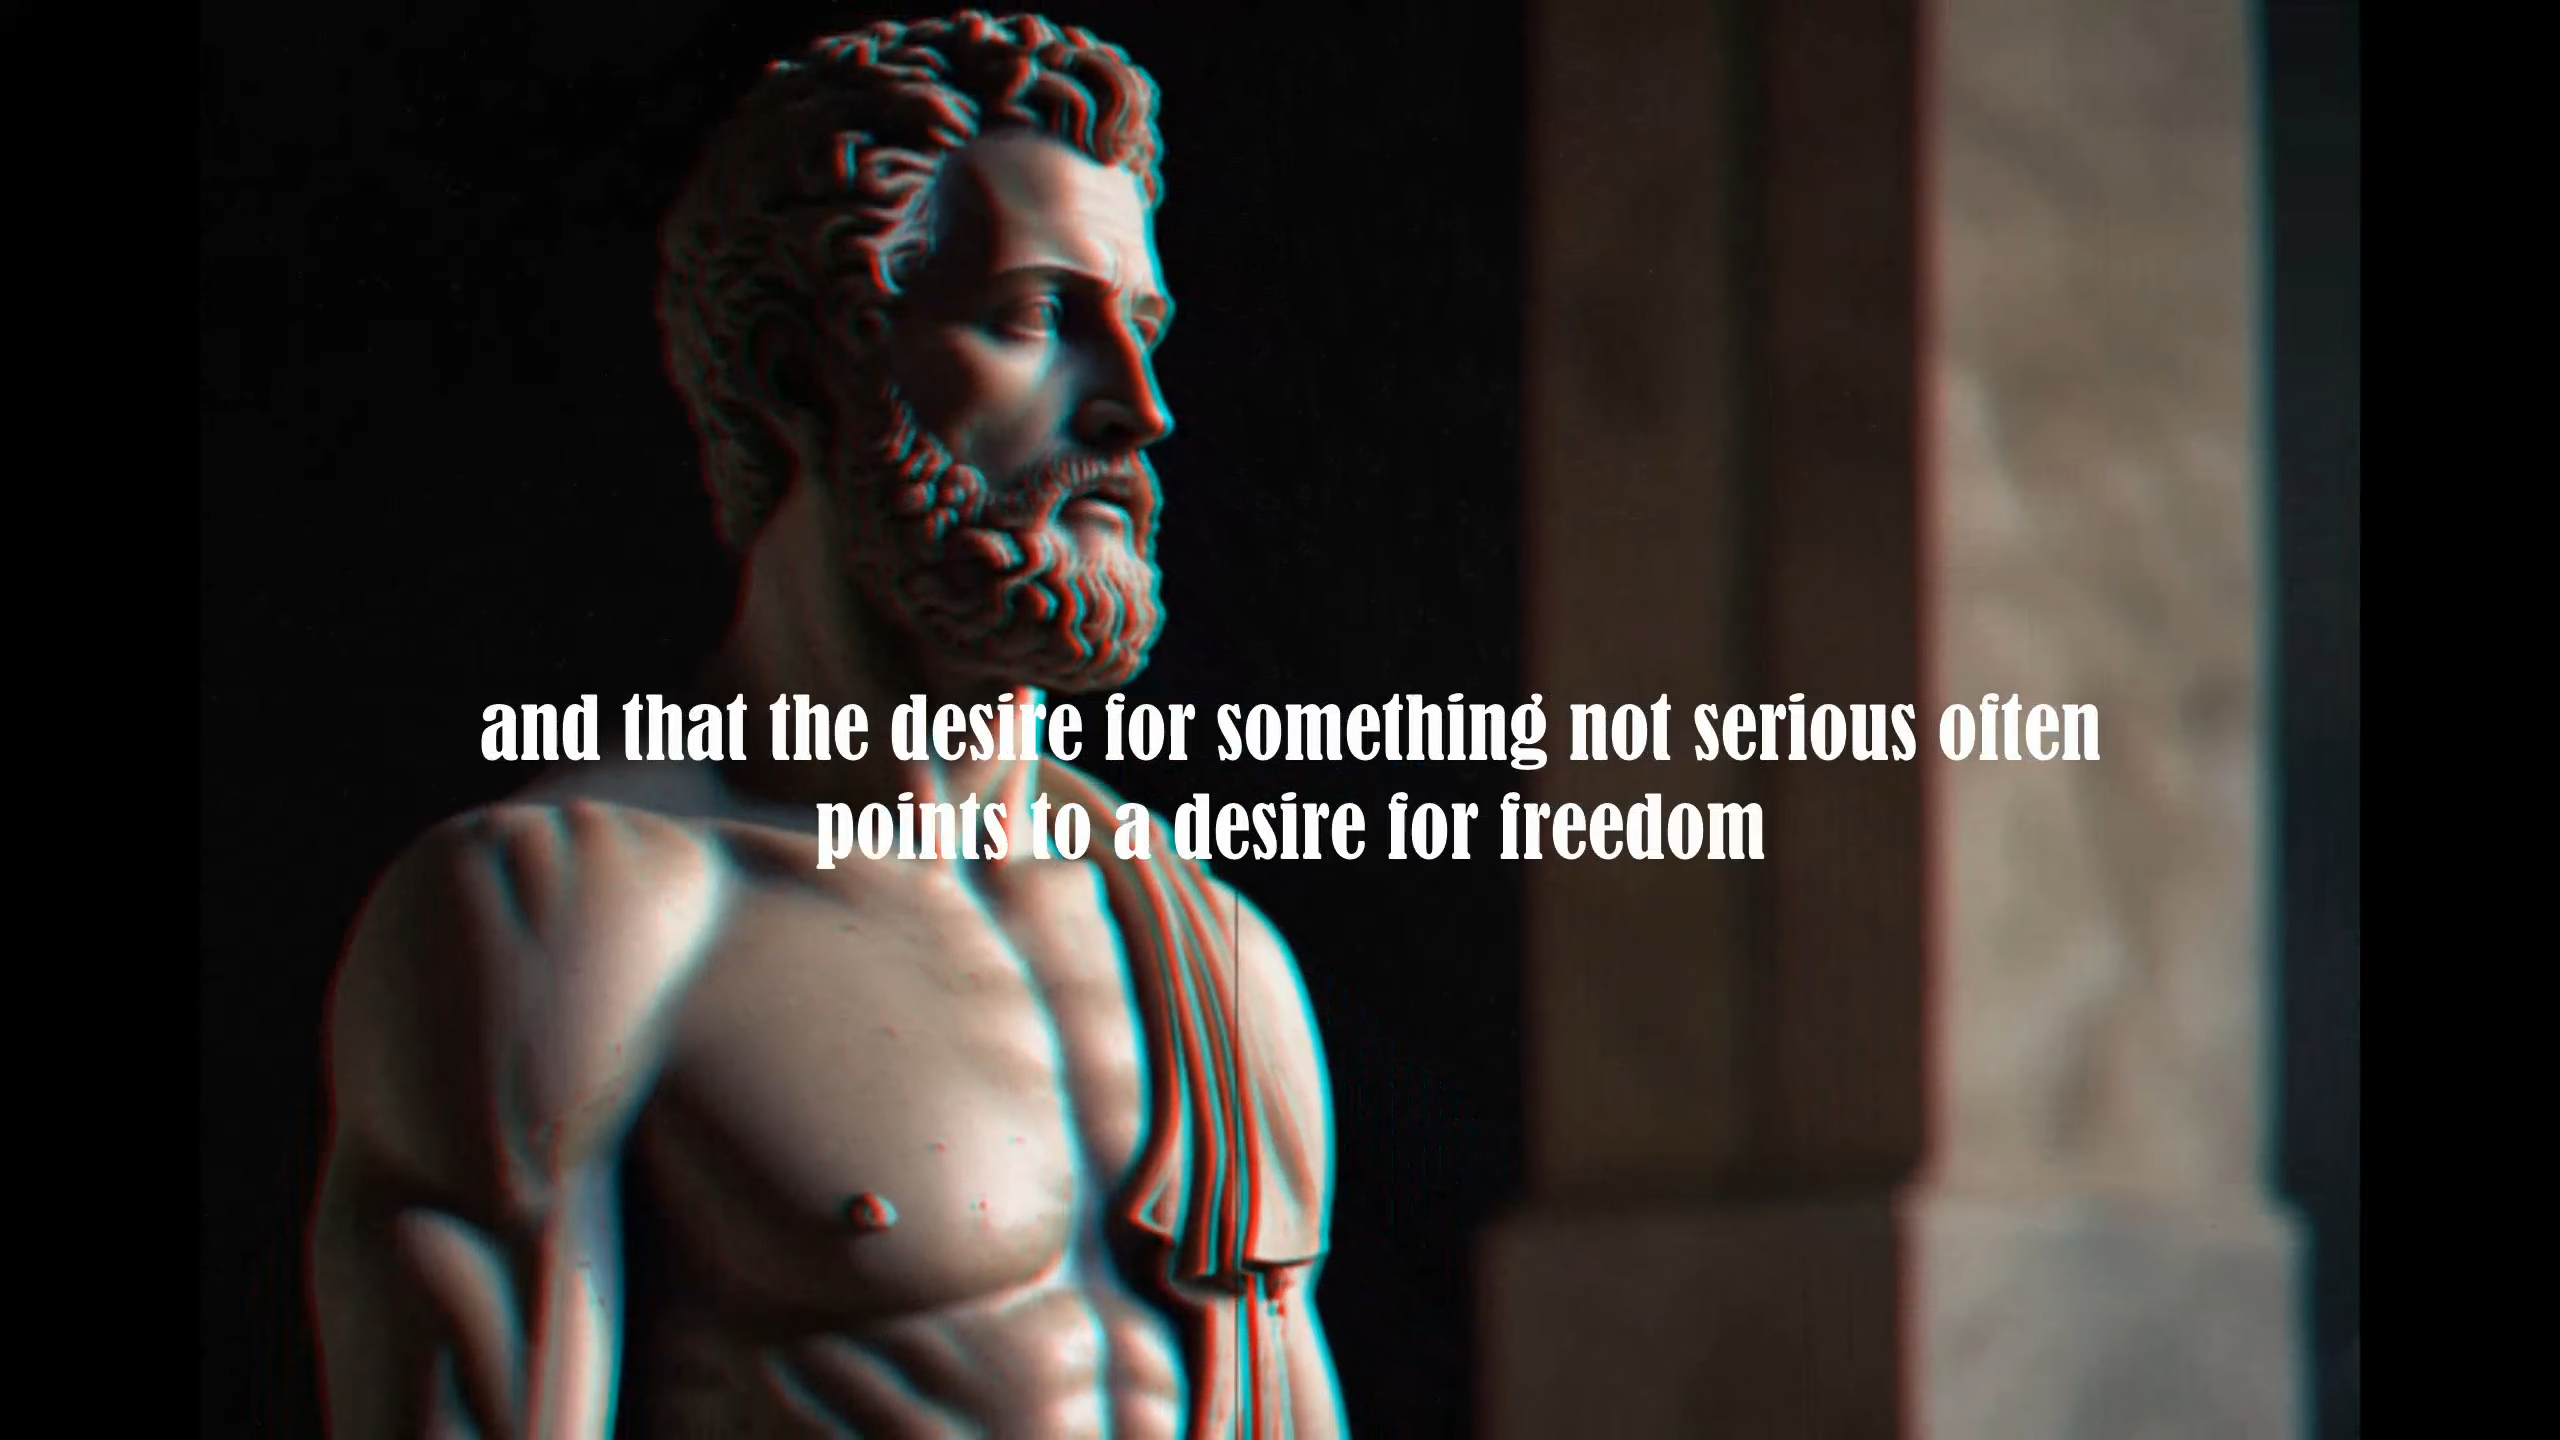 and that the desire for something not serious often
points to a desire for freedom